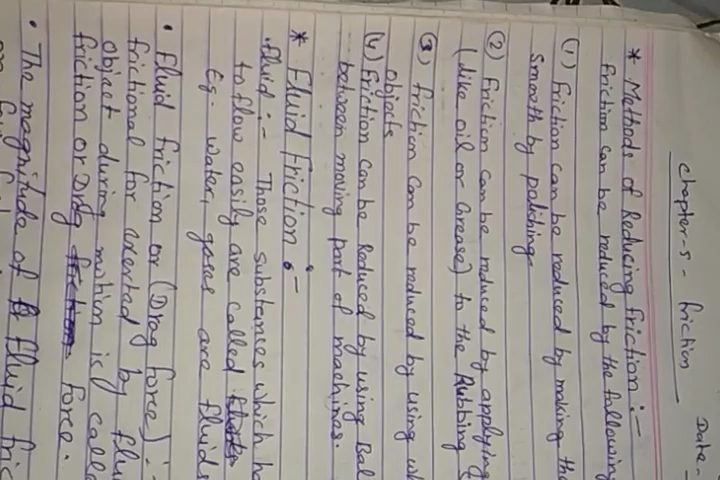 Chapter-5 - friction
Date-
* Methods of Reducing friction :-
friction can be reduced by the following
(1) friction can be reduced by making the
smooth by polishing.
(2) friction can be reduced by applying
(like oil or Grease) to the Rubbing
(3) friction can be reduced by using
objects
(4) friction can be Reduced by using
between moving part of machines.
* fluid friction :-
fluid :- Those substances which
to flow easily are called
Eg. water, gases are fluids
• fluid friction or (Drag force) :-
frictional for exerted by
object during motion is
friction or Drag friction force.
• The magnitude of fluid